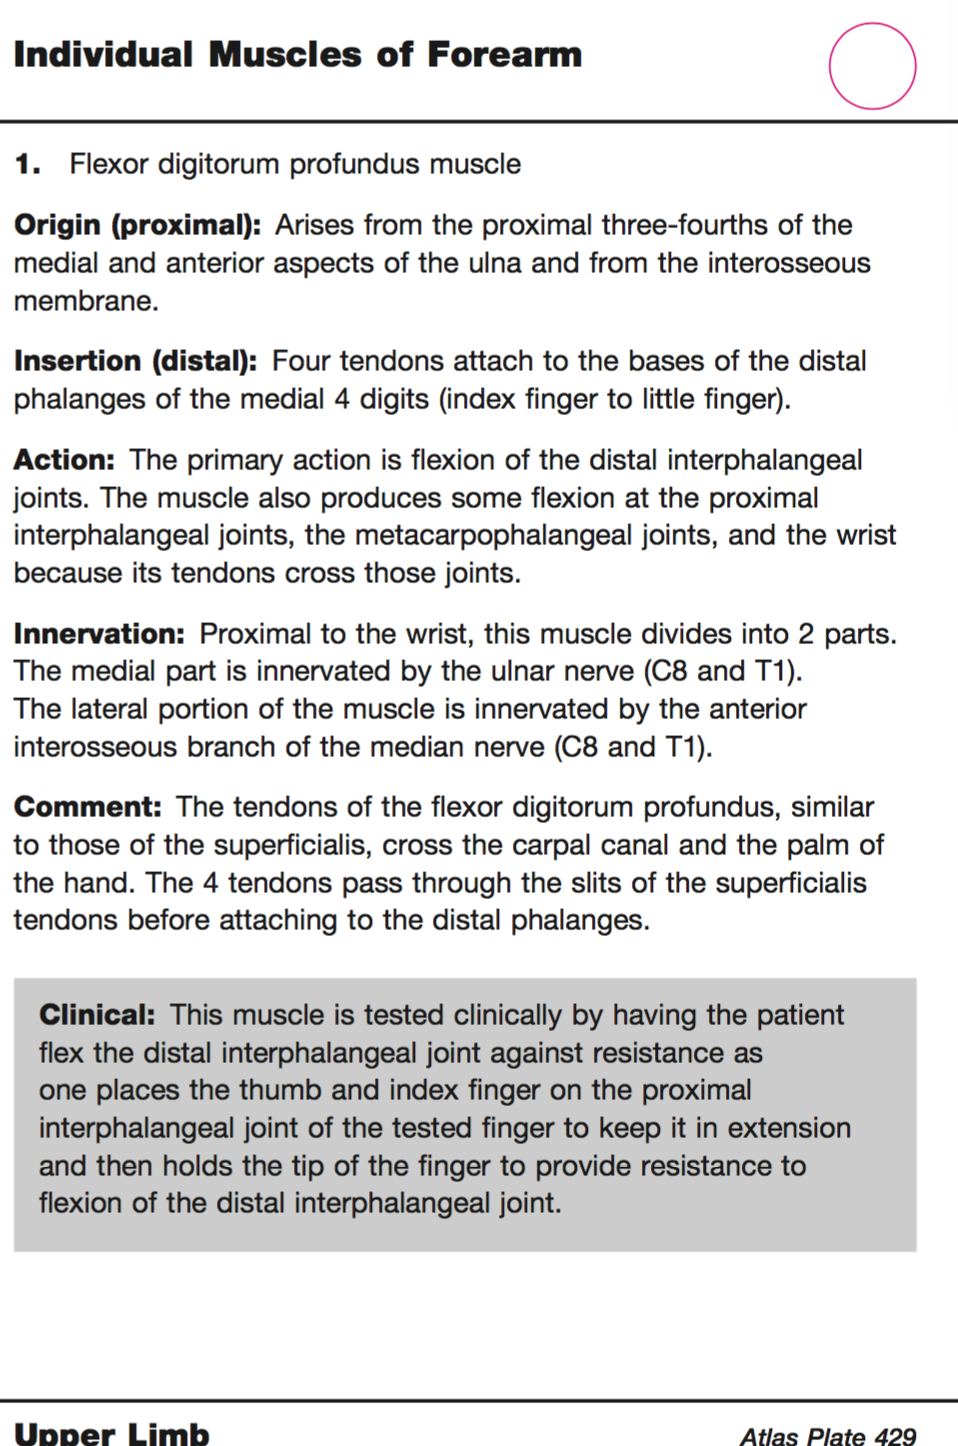 Individual Muscles of Forearm
1. Flexor digitorum profundus muscle
Origin (proximal): Arises from the proximal three-fourths of the
medial and anterior aspects of the ulna and from the interosseous
membrane.
Insertion (distal): Four tendons attach to the bases of the distal
phalanges of the medial 4 digits (index finger to little finger).
Action: The primary action is flexion of the distal interphalangeal
joints. The muscle also produces some flexion at the proximal
interphalangeal joints, the metacarpophalangeal joints, and the wrist
because its tendons cross those joints.
Innervation: Proximal to the wrist, this muscle divides into 2 parts.
The medial part is innervated by the ulnar nerve (C8 and T1).
The lateral portion of the muscle is innervated by the anterior
interosseous branch of the median nerve (C8 and T1).
Comment: The tendons of the flexor digitorum profundus, similar
to those of the superficialis, cross the carpal canal and the palm of
the hand. The 4 tendons pass through the slits of the superficialis
tendons before attaching to the distal phalanges.
Clinical: This muscle is tested clinically by having the patient
flex the distal interphalangeal joint against resistance as
one places the thumb and index finger on the proximal
interphalangeal joint of the tested finger to keep it in extension
and then holds the tip of the finger to provide resistance to
flexion of the distal interphalangeal joint.
Upper Limb
Atlas Plate 429